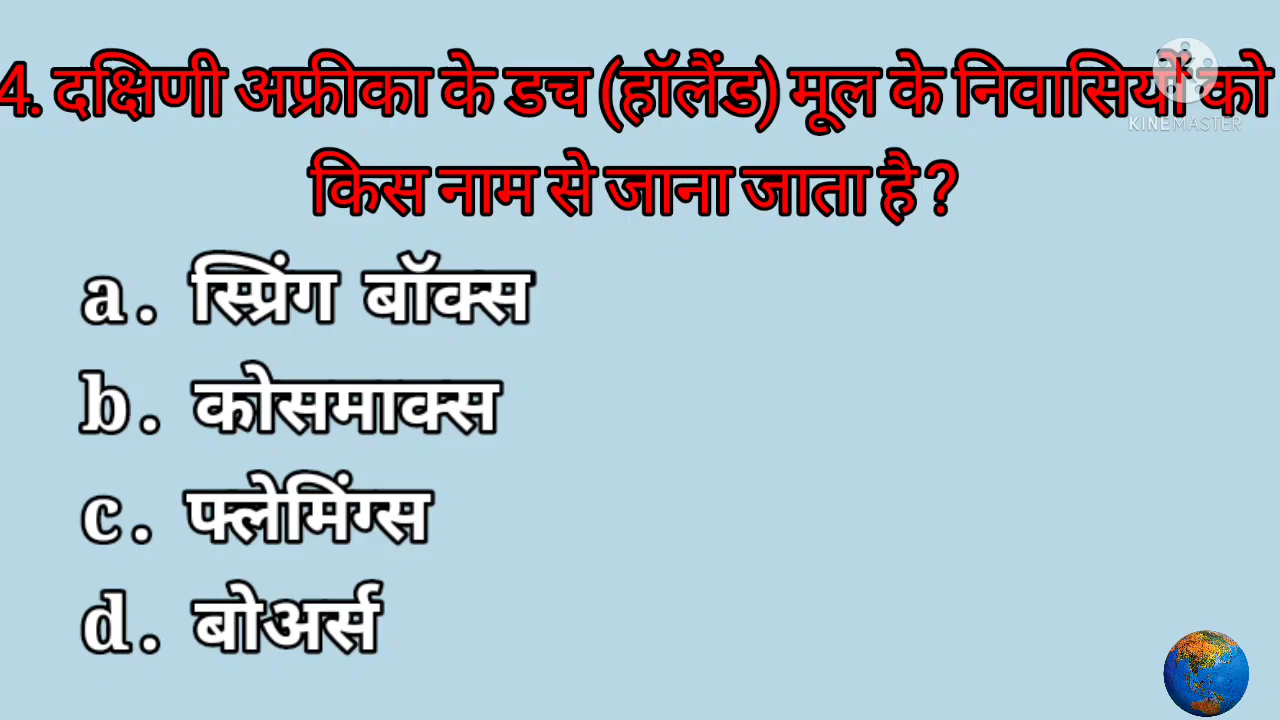 4. दक्षिणी अफ्रीका के डच (हॉलैंड) मूल के निवासियों को
किस नाम से जाना जाता है ?
a. स्प्रिंग बॉक्स
b. कोसमाक्स
c. फ्लेमिंग्स
d. बोअर्स
K
KINEMASTER